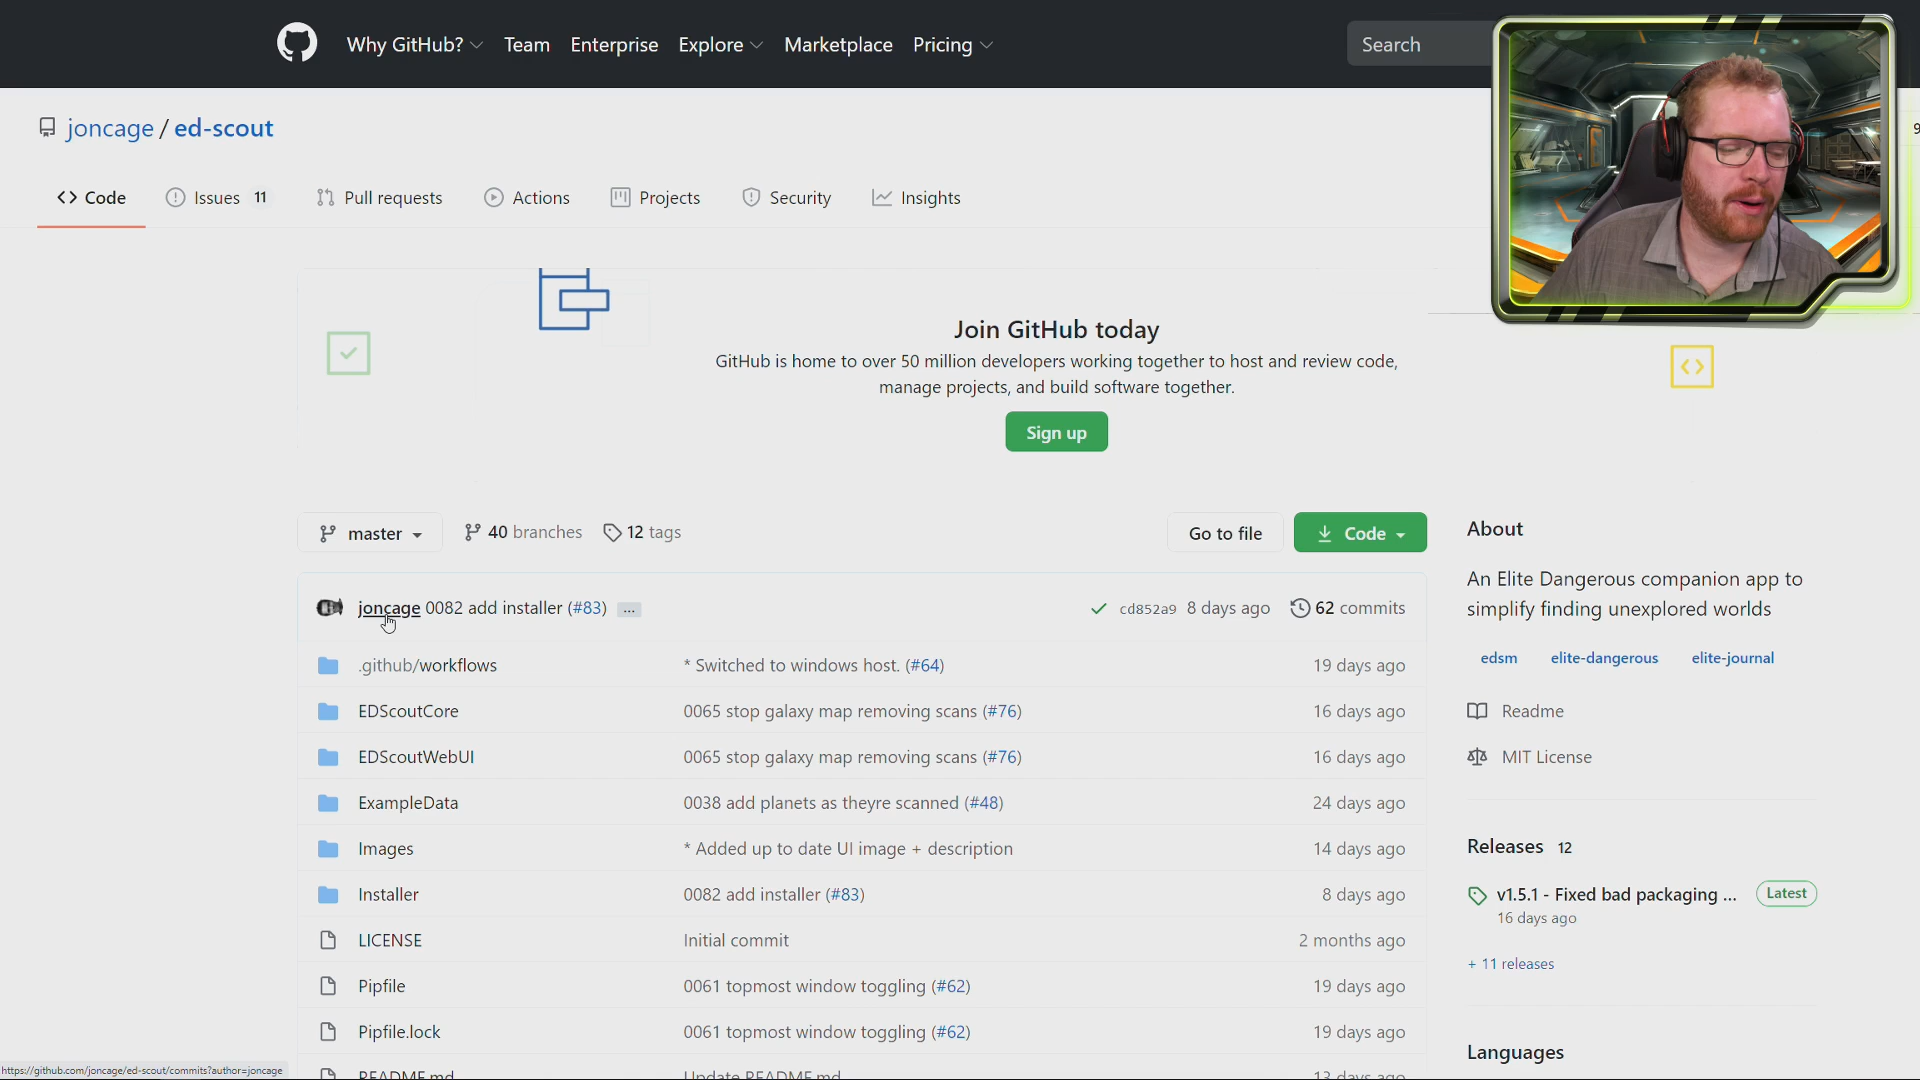 Why GitHub? Team Enterprise Explore Marketplace Pricing Search
joncage / ed-scout
9
Code Issues 11 Pull requests Actions Projects Security Insights
Join GitHub today
GitHub is home to over 50 million developers working together to host and review code,
manage projects, and build software together.
Sign up
master 40 branches 12 tags Go to file Code
joncage 0082 add installer (#83) ... cd852a9 8 days ago 62 commits
.github/workflows * Switched to windows host. (#64) 19 days ago
EDScoutCore 0065 stop galaxy map removing scans (#76) 16 days ago
EDScoutWebUI 0065 stop galaxy map removing scans (#76) 16 days ago
ExampleData 0038 add planets as theyre scanned (#48) 24 days ago
Images * Added up to date UI image + description 14 days ago
Installer 0082 add installer (#83) 8 days ago
LICENSE Initial commit 2 months ago
Pipfile 0061 topmost window toggling (#62) 19 days ago
Pipfile.lock 0061 topmost window toggling (#62) 19 days ago
README.md Update README.md 13 days ago
About
An Elite Dangerous companion app to
simplify finding unexplored worlds
edsm elite-dangerous elite-journal
Readme
MIT License
Releases 12
v1.5.1 - Fixed bad packaging ... Latest
16 days ago
+ 11 releases
Languages
https://github.com/joncage/ed-scout/commits?author=joncage